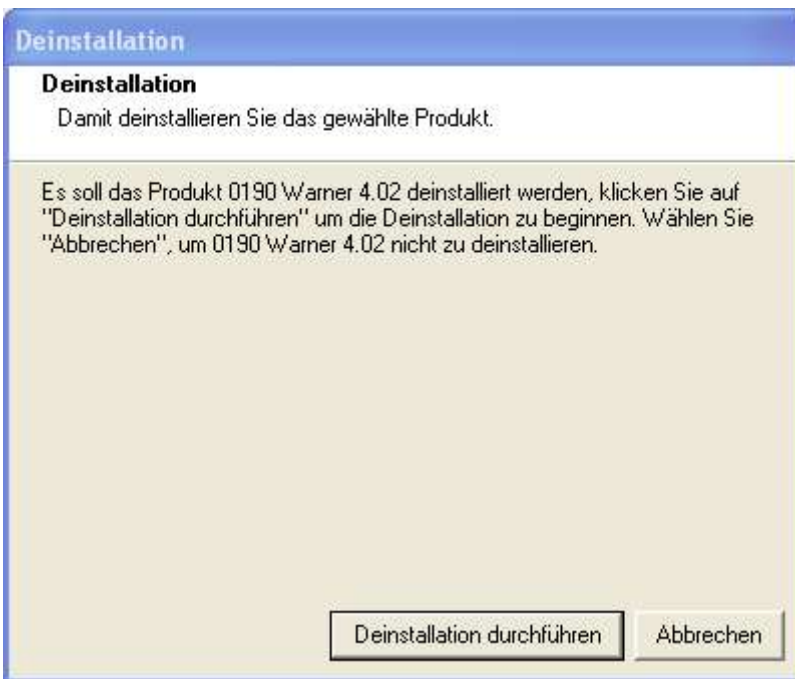 Deinstallation
Deinstallation
Damit deinstallieren Sie das gewählte Produkt.
Es soll das Produkt 0190 Warner 4.02 deinstalliert werden, klicken Sie auf
"Deinstallation durchführen" um die Deinstallation zu beginnen. Wählen Sie
"Abbrechen", um 0190 Warner 4.02 nicht zu deinstallieren.
Deinstallation durchführen Abbrechen